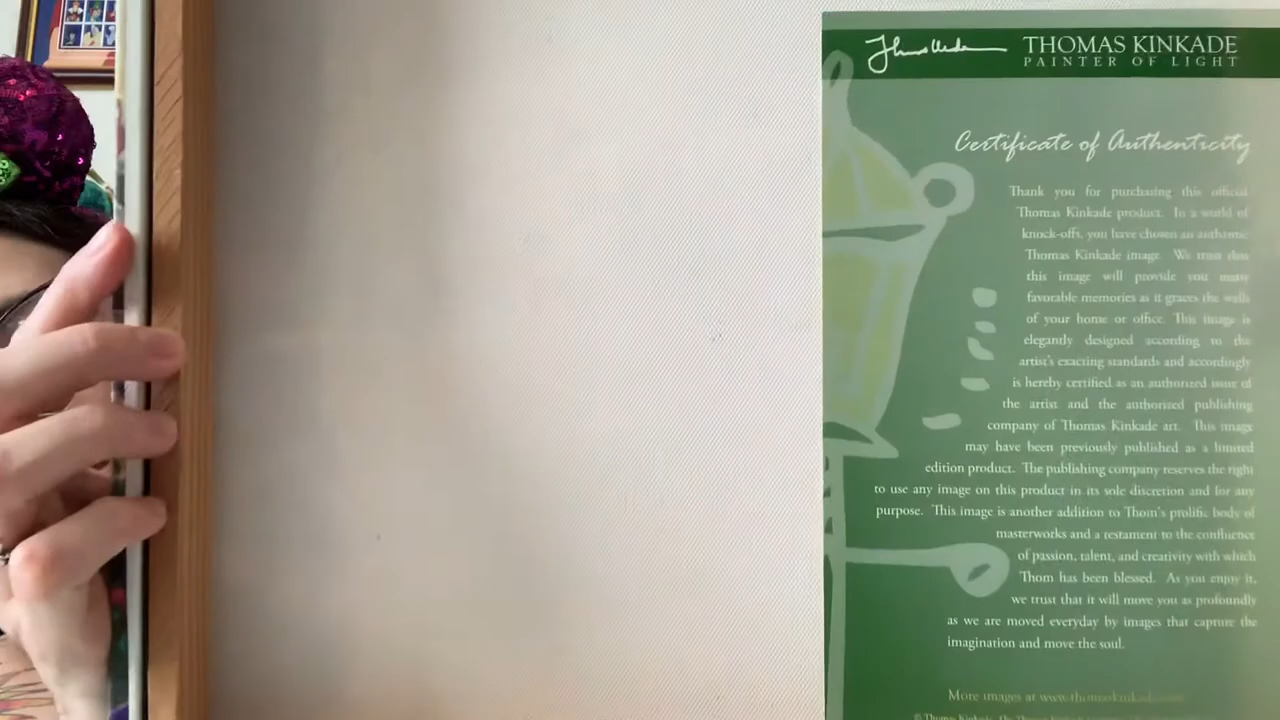 THOMAS KINKADE
PAINTER OF LIGHT
Certificate of Authenticity
Thank you for purchasing this official
Thomas Kinkade product. In a world of
knock-offs, you have chosen an authentic
Thomas Kinkade image. We trust that
this image will provide you many
favorable memories as it graces the walls
of your home or office. This image is
elegantly designed according to the
artist's exacting standards and accordingly
is hereby certified as an authorized issue of
the artist and the authorized publishing
company of Thomas Kinkade art. This image
may have been previously published as a limited
edition product. The publishing company reserves the right
to use any image on this product in its sole discretion and for any
purpose. This image is another addition to Thom's prolific body of
masterworks and a testament to the confluence
of passion, talent, and creativity with which
Thom has been blessed. As you enjoy it,
we trust that it will move you as profoundly
as we are moved everyday by images that capture the
imagination and move the soul.
More images at www.thomaskinkade.com
© Thomas Kinkade,